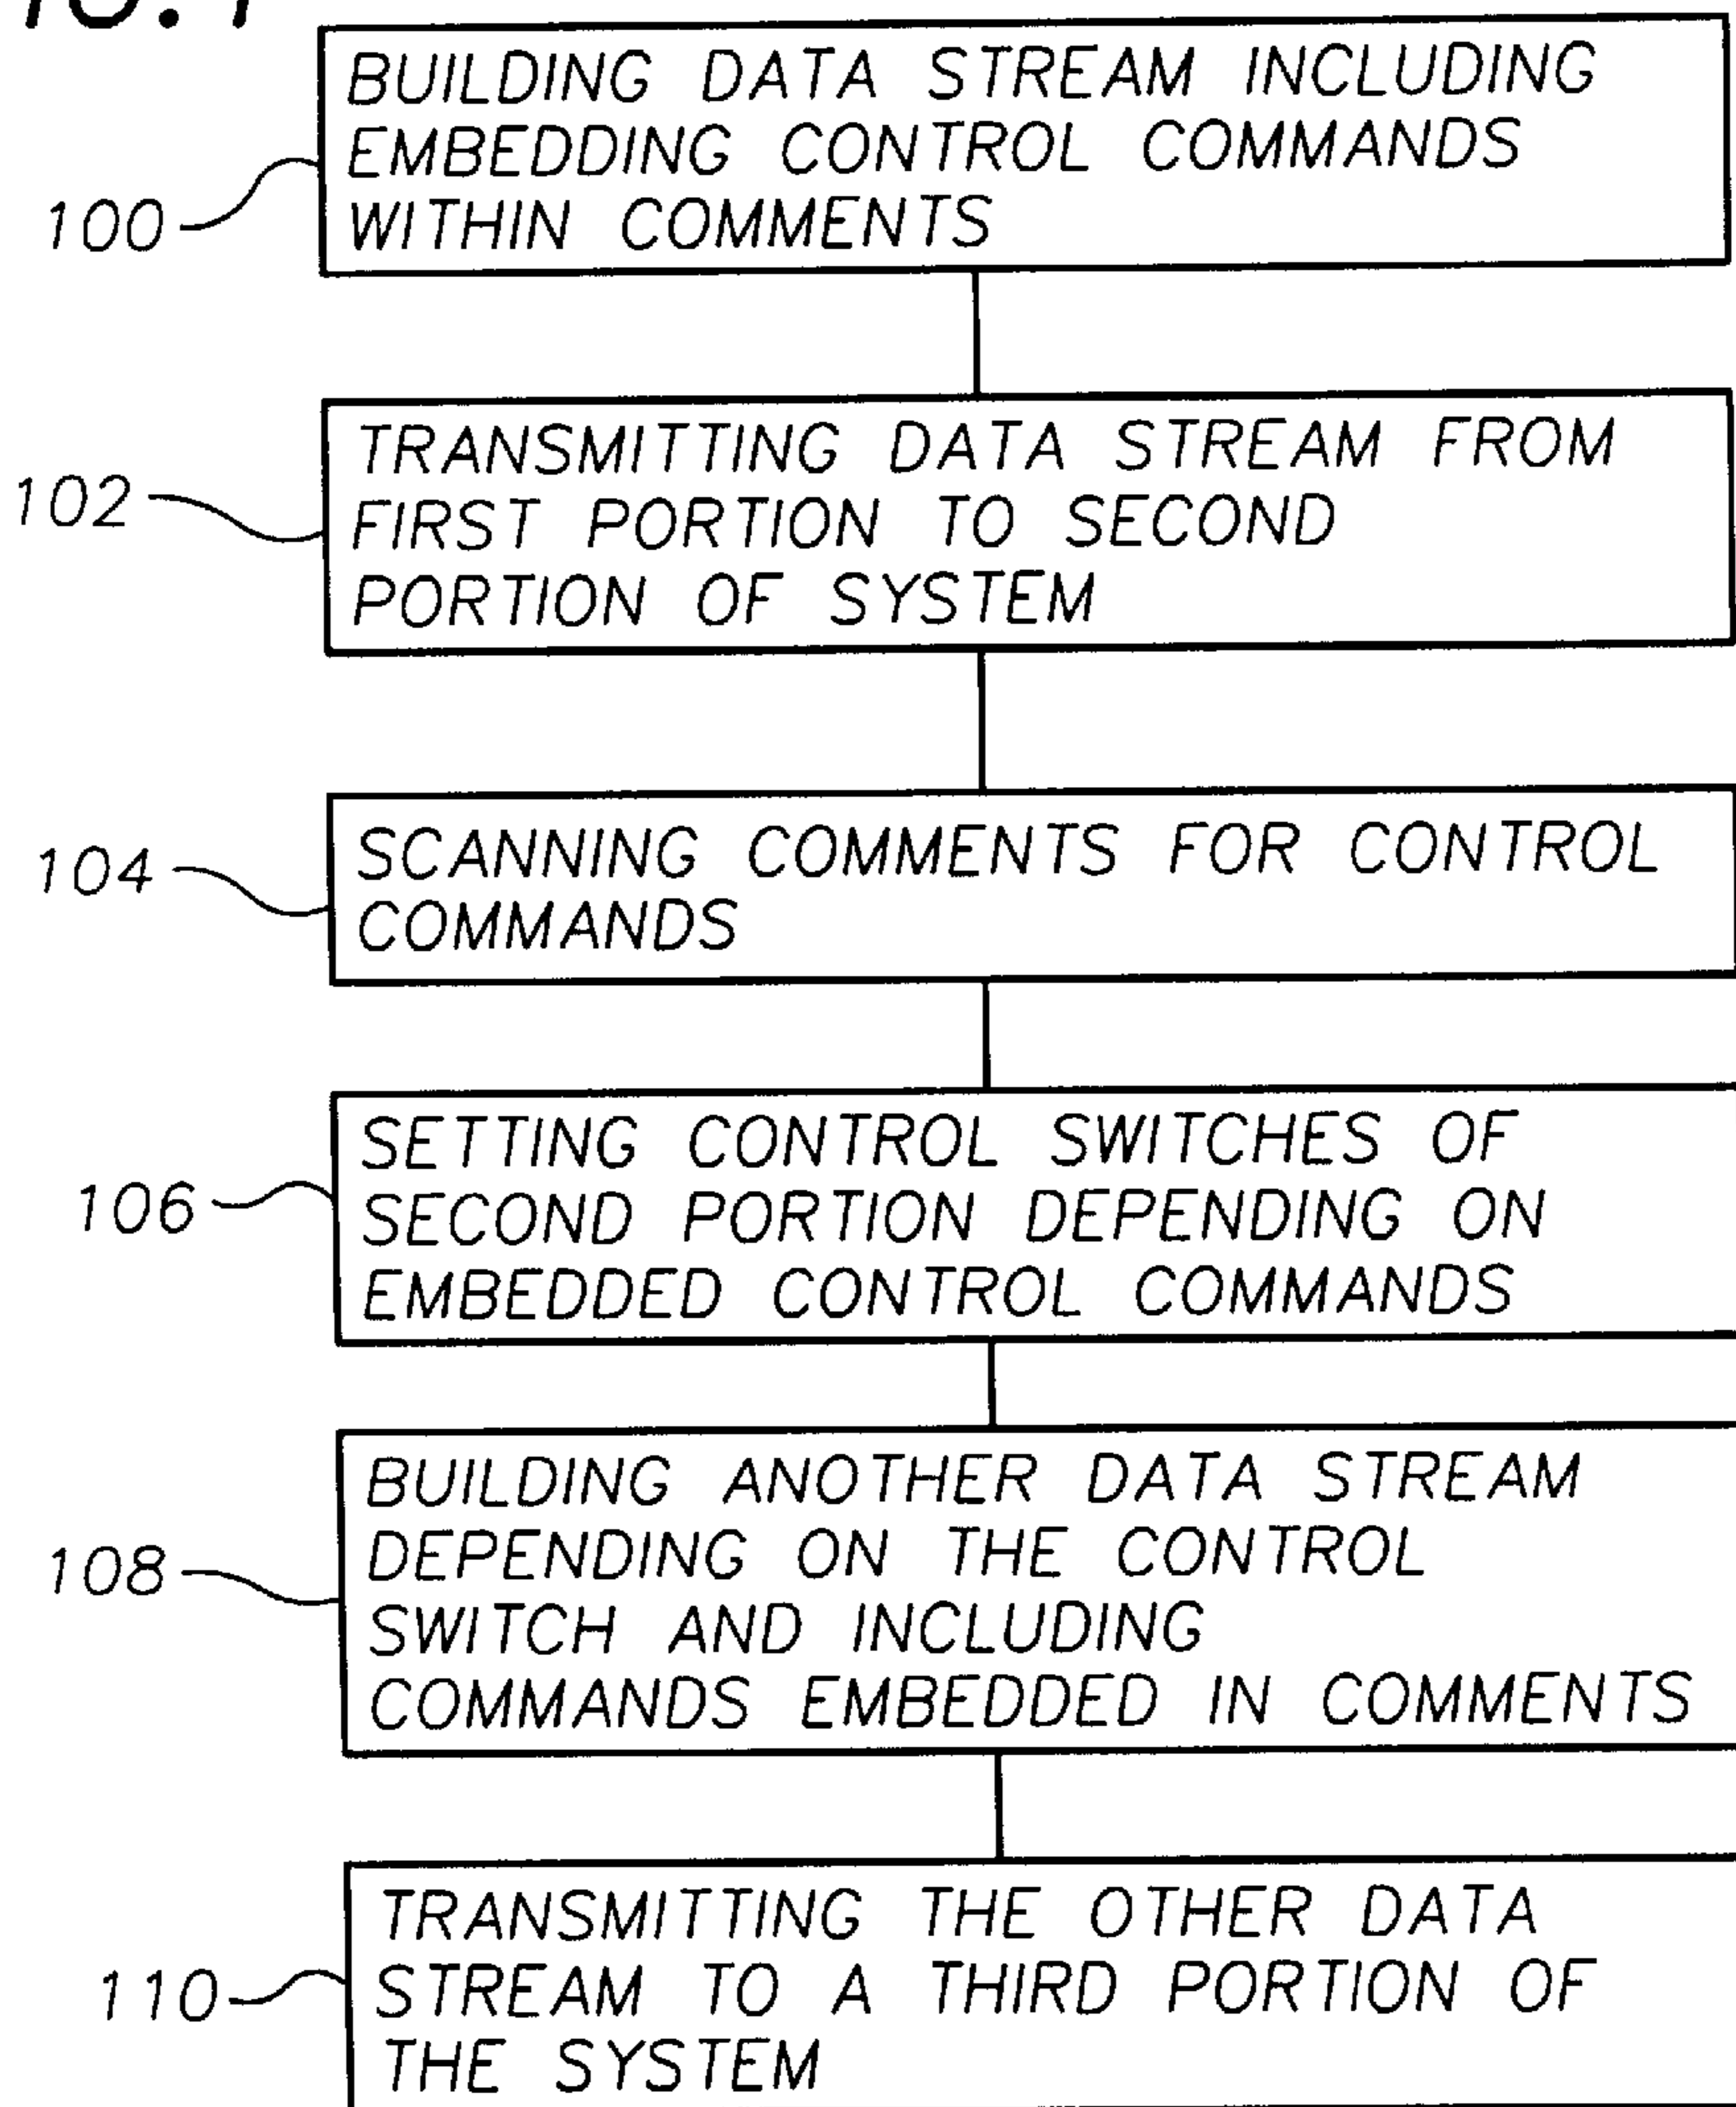 BUILDING DATA STREAM INCLUDING
EMBEDDING CONTROL COMMANDS
WITHIN COMMENTS
100
TRANSMITTING DATA STREAM FROM
FIRST PORTION TO SECOND
PORTION OF SYSTEM
102
SCANNING COMMENTS FOR CONTROL
COMMANDS
104
SETTING CONTROL SWITCHES OF
SECOND PORTION DEPENDING ON
EMBEDDED CONTROL COMMANDS
106
BUILDING ANOTHER DATA STREAM
DEPENDING ON THE CONTROL
SWITCH AND INCLUDING
COMMANDS EMBEDDED IN COMMENTS
108
TRANSMITTING THE OTHER DATA
STREAM TO A THIRD PORTION OF
THE SYSTEM
110